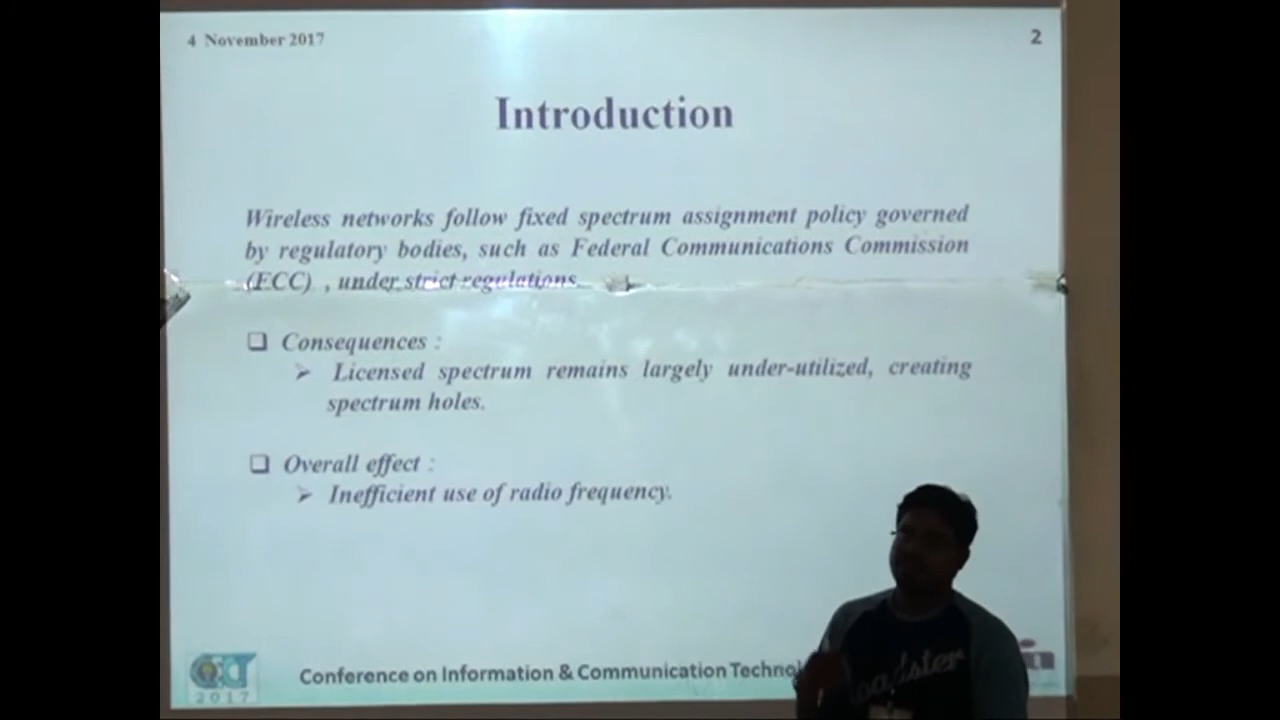 4 November 2017
2
Introduction
Wireless networks follow fixed spectrum assignment policy governed
by regulatory bodies, such as Federal Communications Commission
(FCC) , under strict regulations.
❑ Consequences :
➢ Licensed spectrum remains largely under-utilized, creating
spectrum holes.
❑ Overall effect :
➢ Inefficient use of radio frequency.
Conference on Information & Communication
2017